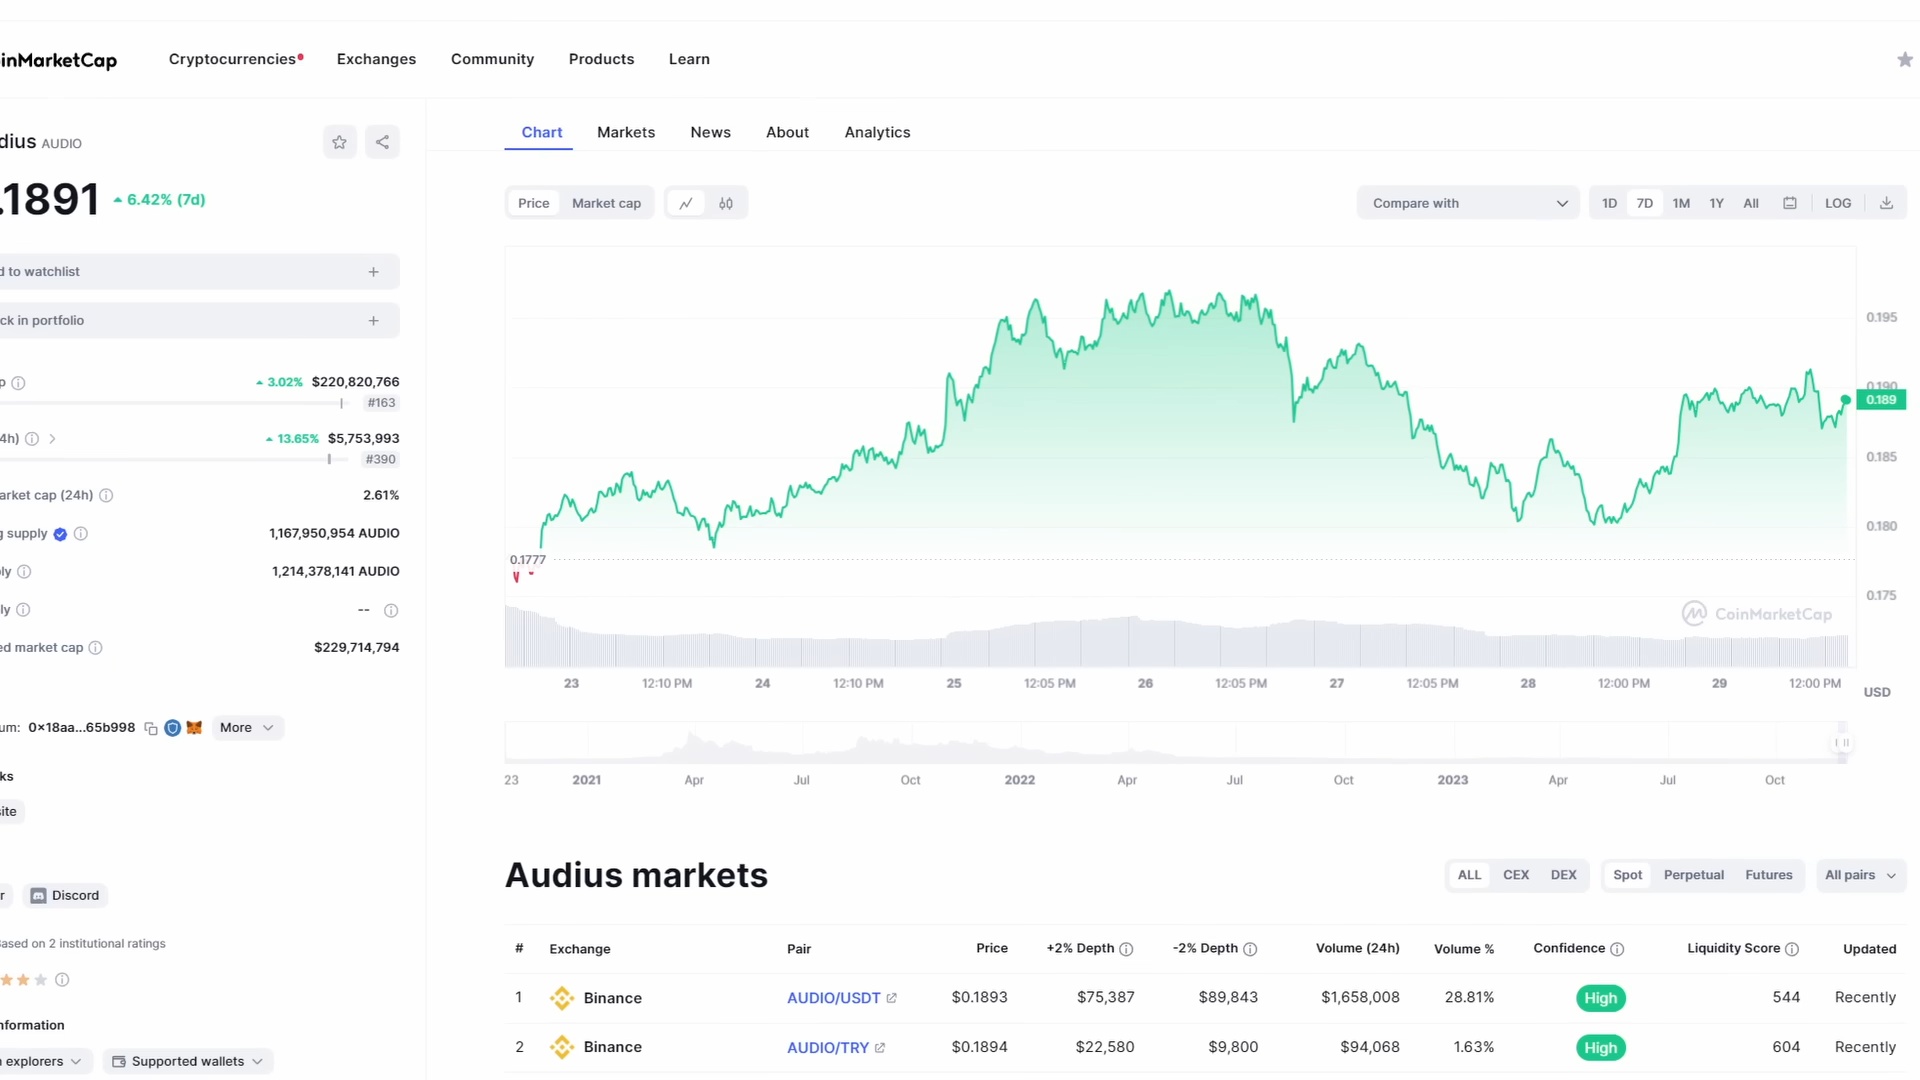 inMarketCap
Cryptocurrencies
Exchanges
Community
Products
Learn
dius AUDIO
.1891 6.42% (7d)
d to watchlist +
ck in portfolio +
p 3.02% $220,820,766
#163
4h) 13.65% $5,753,993
#390
arket cap (24h) 2.61%
g supply 1,167,950,954 AUDIO
ly 1,214,378,141 AUDIO
ly --
ed market cap $229,714,794
um: 0x18aa...65b998 More
ks
ite
r Discord
ased on 2 institutional ratings
nformation
n explorers Supported wallets
Chart Markets News About Analytics
Price Market cap
Compare with
1D 7D 1M 1Y All LOG
0.195
0.190
0.189
0.185
0.180
0.1777
0.175
CoinMarketCap
23 12:10 PM 24 12:10 PM 25 12:05 PM 26 12:05 PM 27 12:05 PM 28 12:00 PM 29 12:00 PM USD
23 2021 Apr Jul Oct 2022 Apr Jul Oct 2023 Apr Jul Oct
Audius markets
ALL CEX DEX Spot Perpetual Futures All pairs
# Exchange Pair Price +2% Depth -2% Depth Volume (24h) Volume % Confidence Liquidity Score Updated
1 Binance AUDIO/USDT $0.1893 $75,387 $89,843 $1,658,008 28.81% High 544 Recently
2 Binance AUDIO/TRY $0.1894 $22,580 $9,800 $94,068 1.63% High 604 Recently